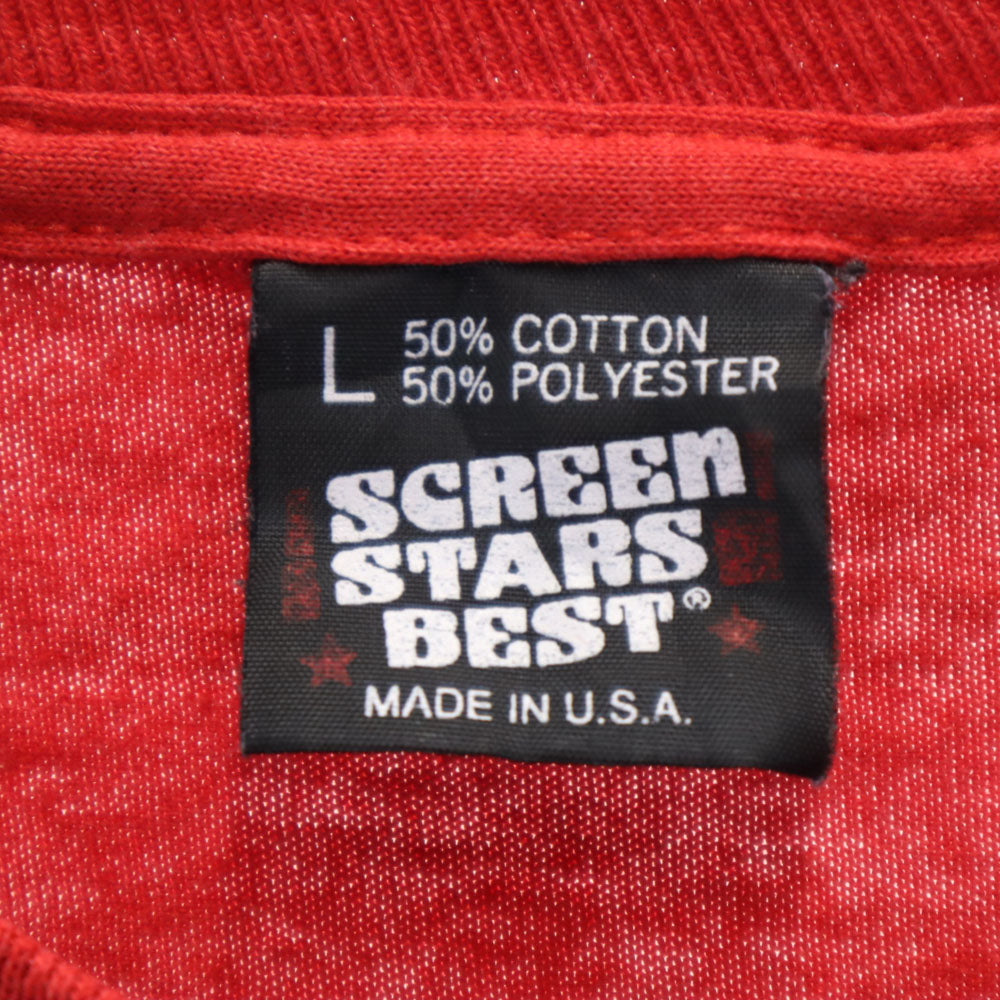 L 50% COTTON
50% POLYESTER
SCREEN
STARS
BEST®
MADE IN U.S.A.